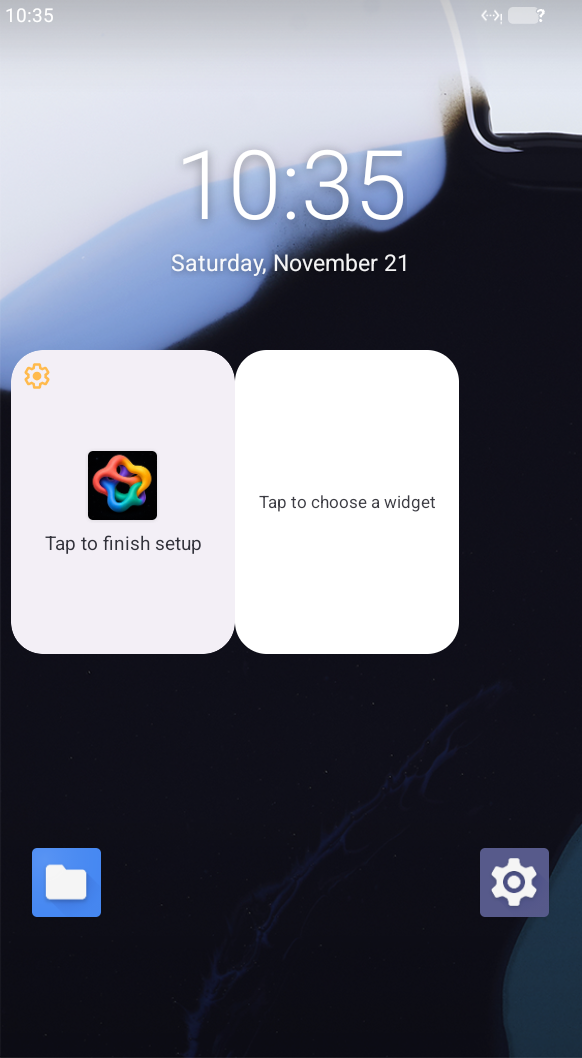 10:35
10:35
Saturday, November 21
Tap to finish setup
Tap to choose a widget